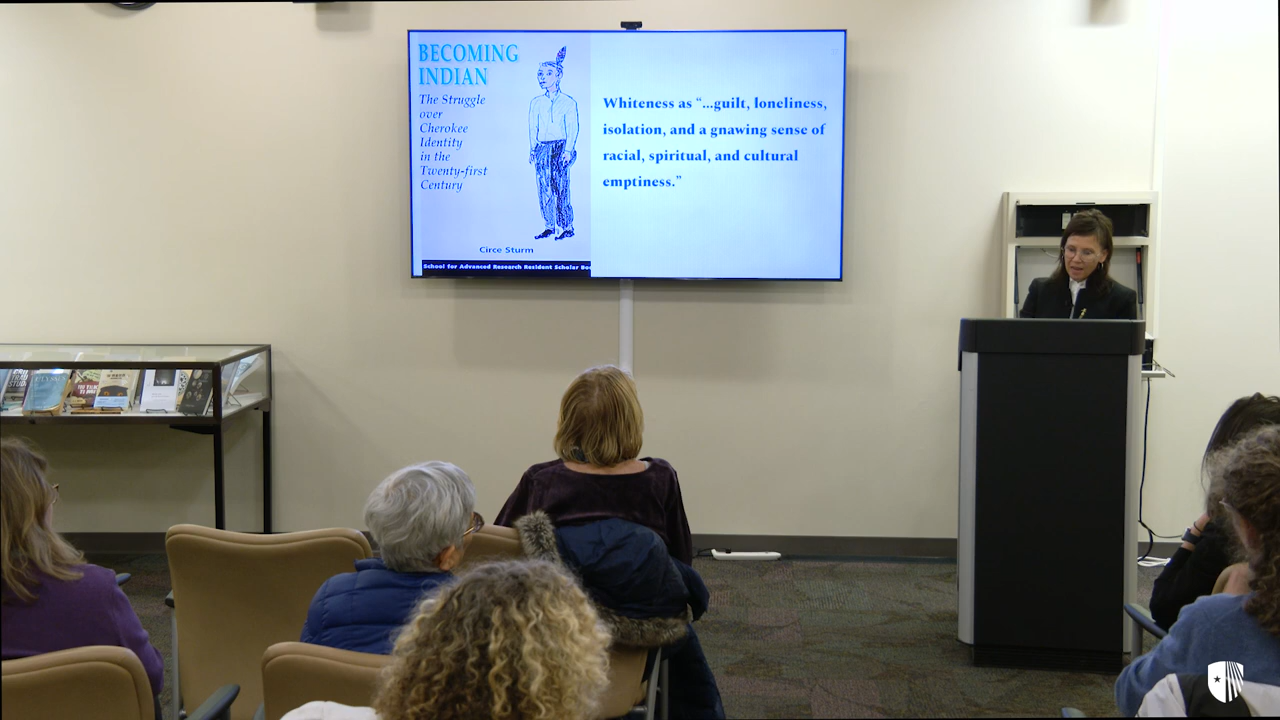 BECOMING
INDIAN
The Struggle
over
Cherokee
Identity
in the
Twenty-first
Century
Circe Sturm
School for Advanced Research Resident Scholar
Whiteness as “...guilt, loneliness,
isolation, and a gnawing sense of
racial, spiritual, and cultural
emptiness.”